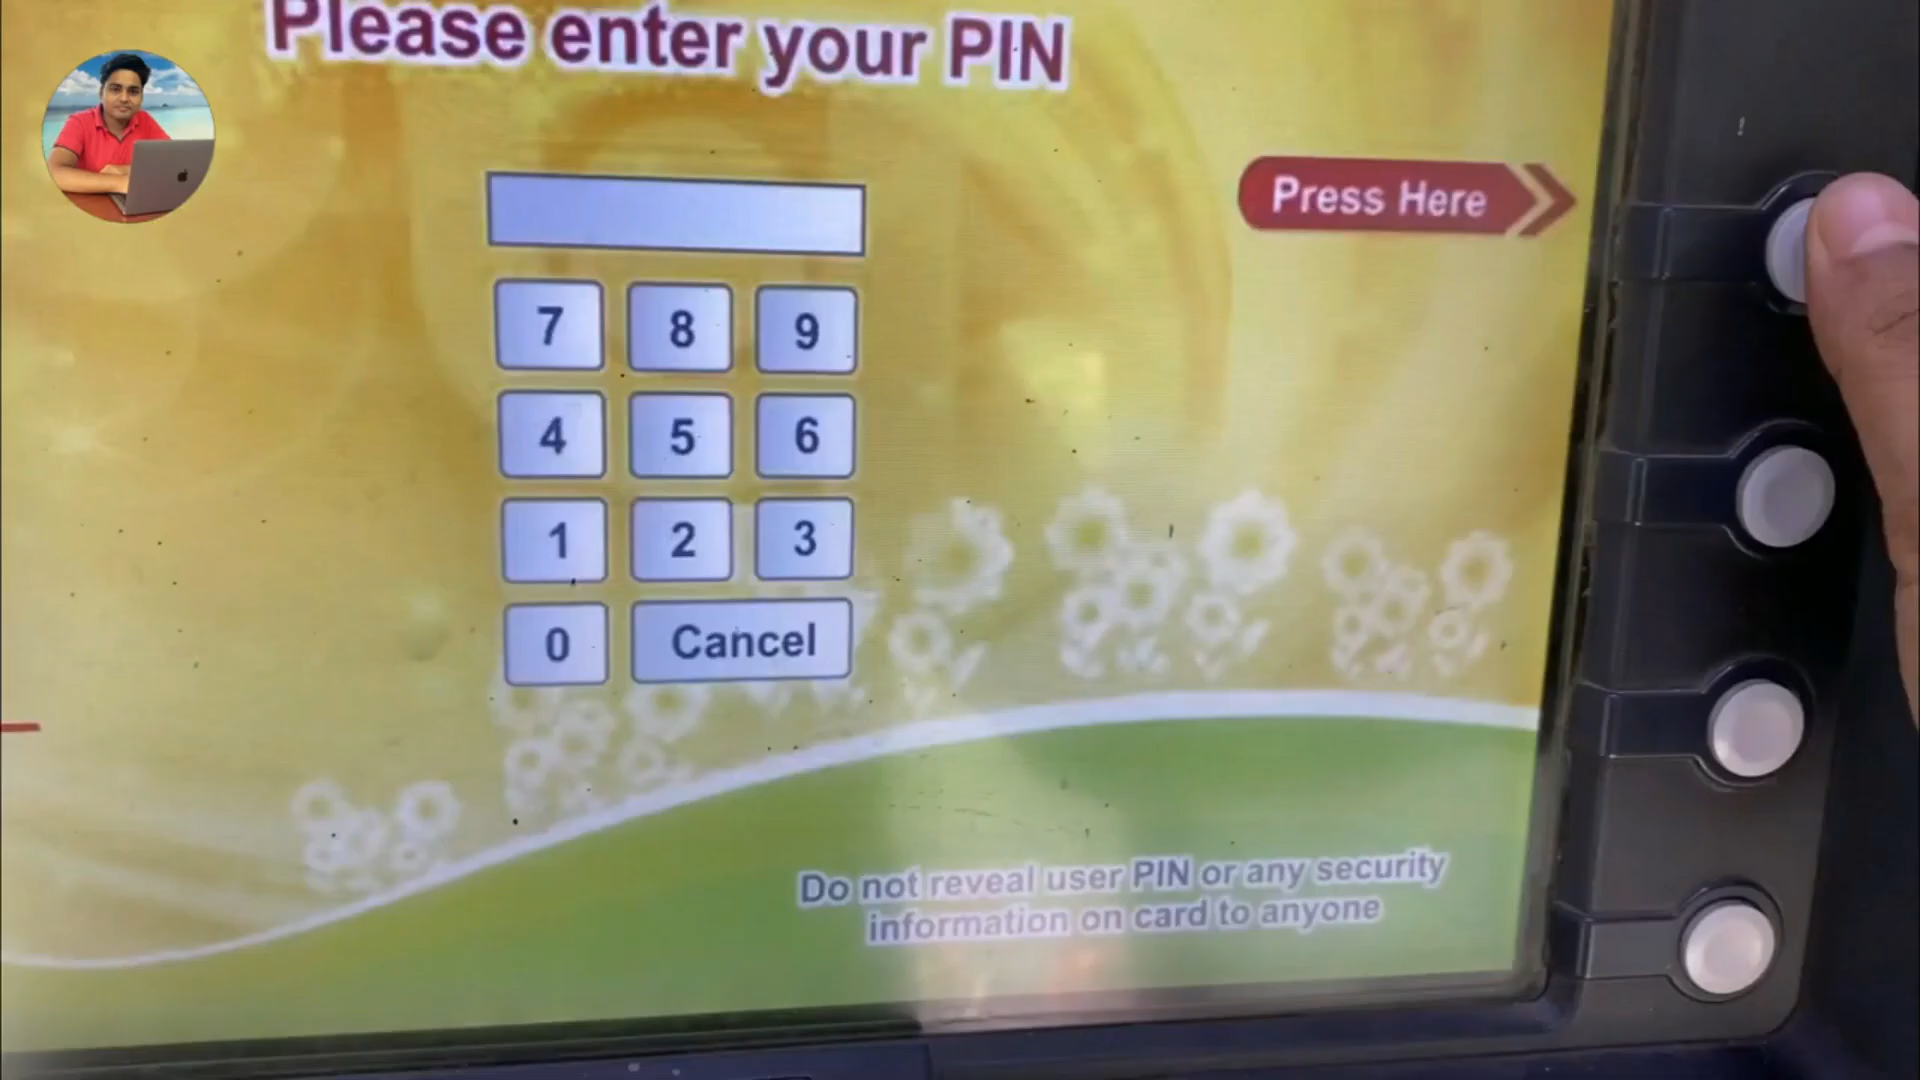 Please enter your PIN
Press Here
7 8 9
4 5 6
1 2 3
0 Cancel
Do not reveal user PIN or any security
information on card to anyone